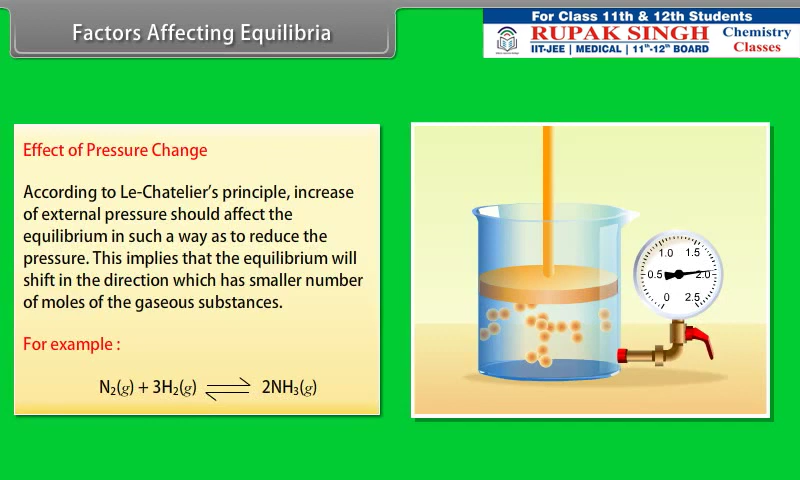 Factors Affecting Equilibria
For Class 11th & 12th Students
RUPAK SINGH
IIT-JEE | MEDICAL | 11th-12th BOARD
Chemistry
Classes
Effect of Pressure Change
According to Le-Chatelier's principle, increase
of external pressure should affect the
equilibrium in such a way as to reduce the
pressure. This implies that the equilibrium will
shift in the direction which has smaller number
of moles of the gaseous substances.
For example :
N₂(g) + 3H₂(g) ⇌ 2NH₃(g)
1.0 1.5
0.5 2.0
0 2.5